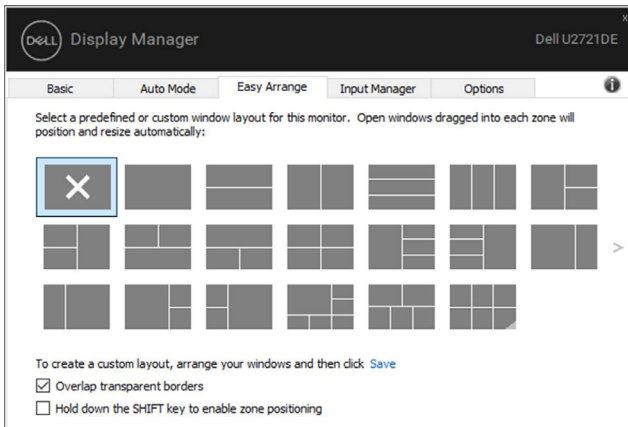 x
DELL Display Manager Dell U2721DE
Basic Auto Mode Easy Arrange Input Manager Options i
Select a predefined or custom window layout for this monitor. Open windows dragged into each zone will
position and resize automatically:
>
To create a custom layout, arrange your windows and then click Save
Overlap transparent borders
Hold down the SHIFT key to enable zone positioning